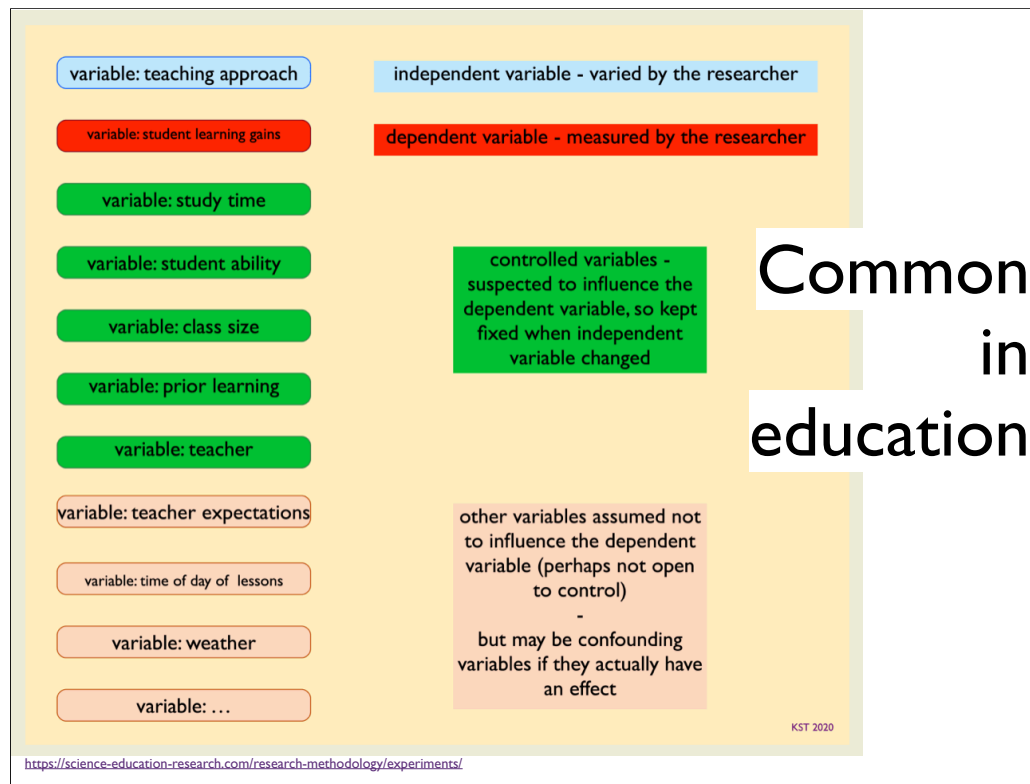 variable: teaching approach
independent variable - varied by the researcher
variable: student learning gains
dependent variable - measured by the researcher
variable: study time
variable: student ability
variable: class size
variable: prior learning
variable: teacher
controlled variables -
suspected to influence the
dependent variable, so kept
fixed when independent
variable changed
Common
in
education
variable: teacher expectations
variable: time of day of lessons
variable: weather
variable: …
other variables assumed not
to influence the dependent
variable (perhaps not open
to control)
-
but may be confounding
variables if they actually have
an effect
KST 2020
https://science-education-research.com/research-methodology/experiments/